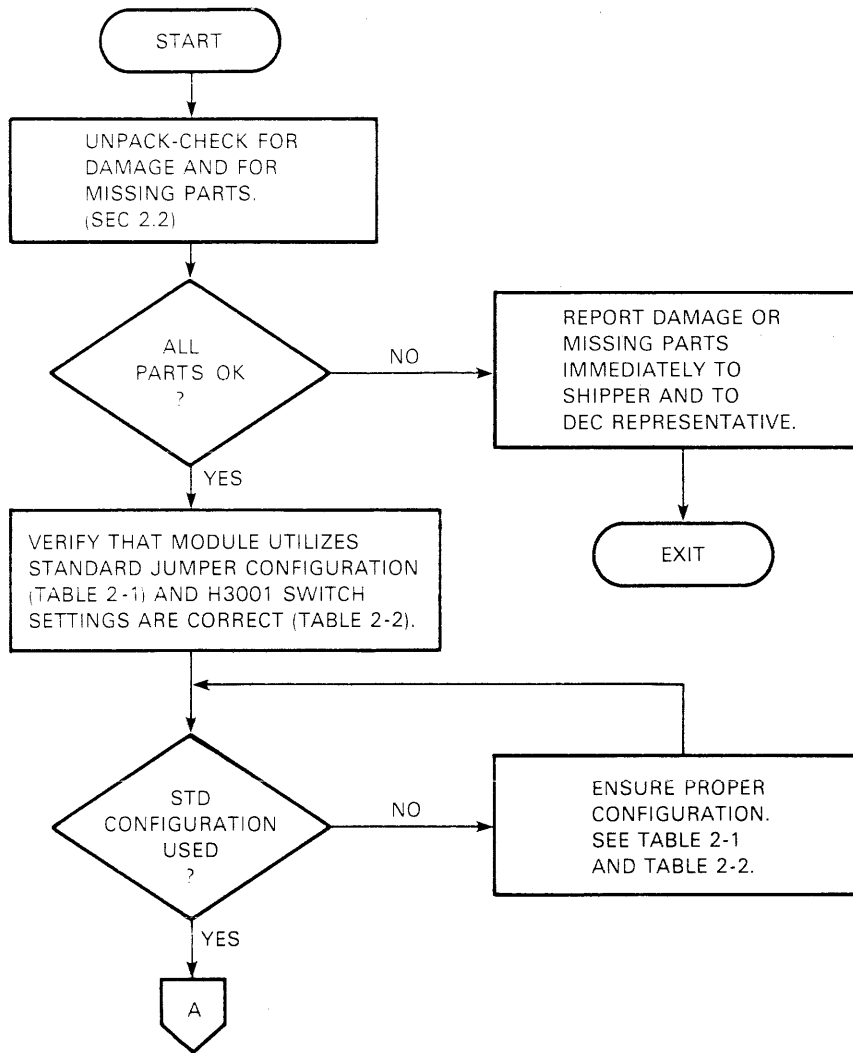 START
UNPACK-CHECK FOR
DAMAGE AND FOR
MISSING PARTS.
(SEC 2.2)
ALL
PARTS OK
?
NO
REPORT DAMAGE OR
MISSING PARTS
IMMEDIATELY TO
SHIPPER AND TO
DEC REPRESENTATIVE.
YES
EXIT
VERIFY THAT MODULE UTILIZES
STANDARD JUMPER CONFIGURATION
(TABLE 2-1) AND H3001 SWITCH
SETTINGS ARE CORRECT (TABLE 2-2).
STD
CONFIGURATION
USED
?
NO
ENSURE PROPER
CONFIGURATION.
SEE TABLE 2-1
AND TABLE 2-2.
YES
A